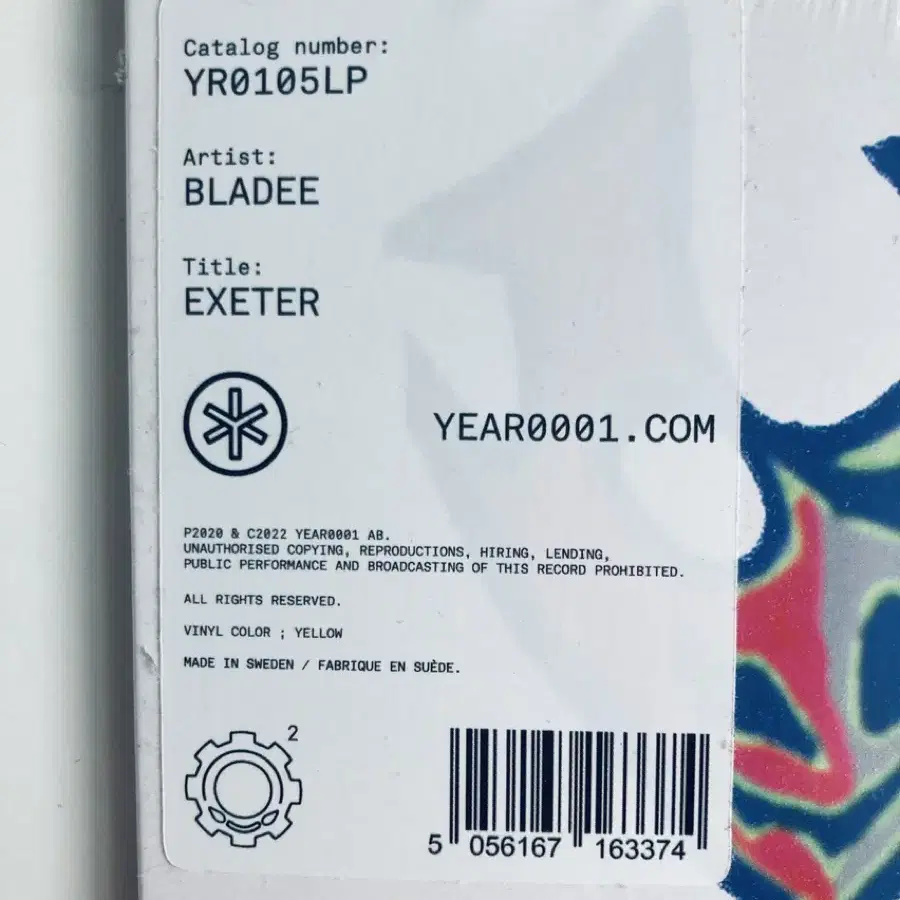 Catalog number:
YR0105LP
Artist:
BLADEE
Title:
EXETER
YEAR0001.COM
P2020 & C2022 YEAR0001 AB.
UNAUTHORISED COPYING, REPRODUCTIONS, HIRING, LENDING,
PUBLIC PERFORMANCE AND BROADCASTING OF THIS RECORD PROHIBITED.
ALL RIGHTS RESERVED.
VINYL COLOR ; YELLOW
MADE IN SWEDEN / FABRIQUE EN SUÈDE.
2
5 056167 163374